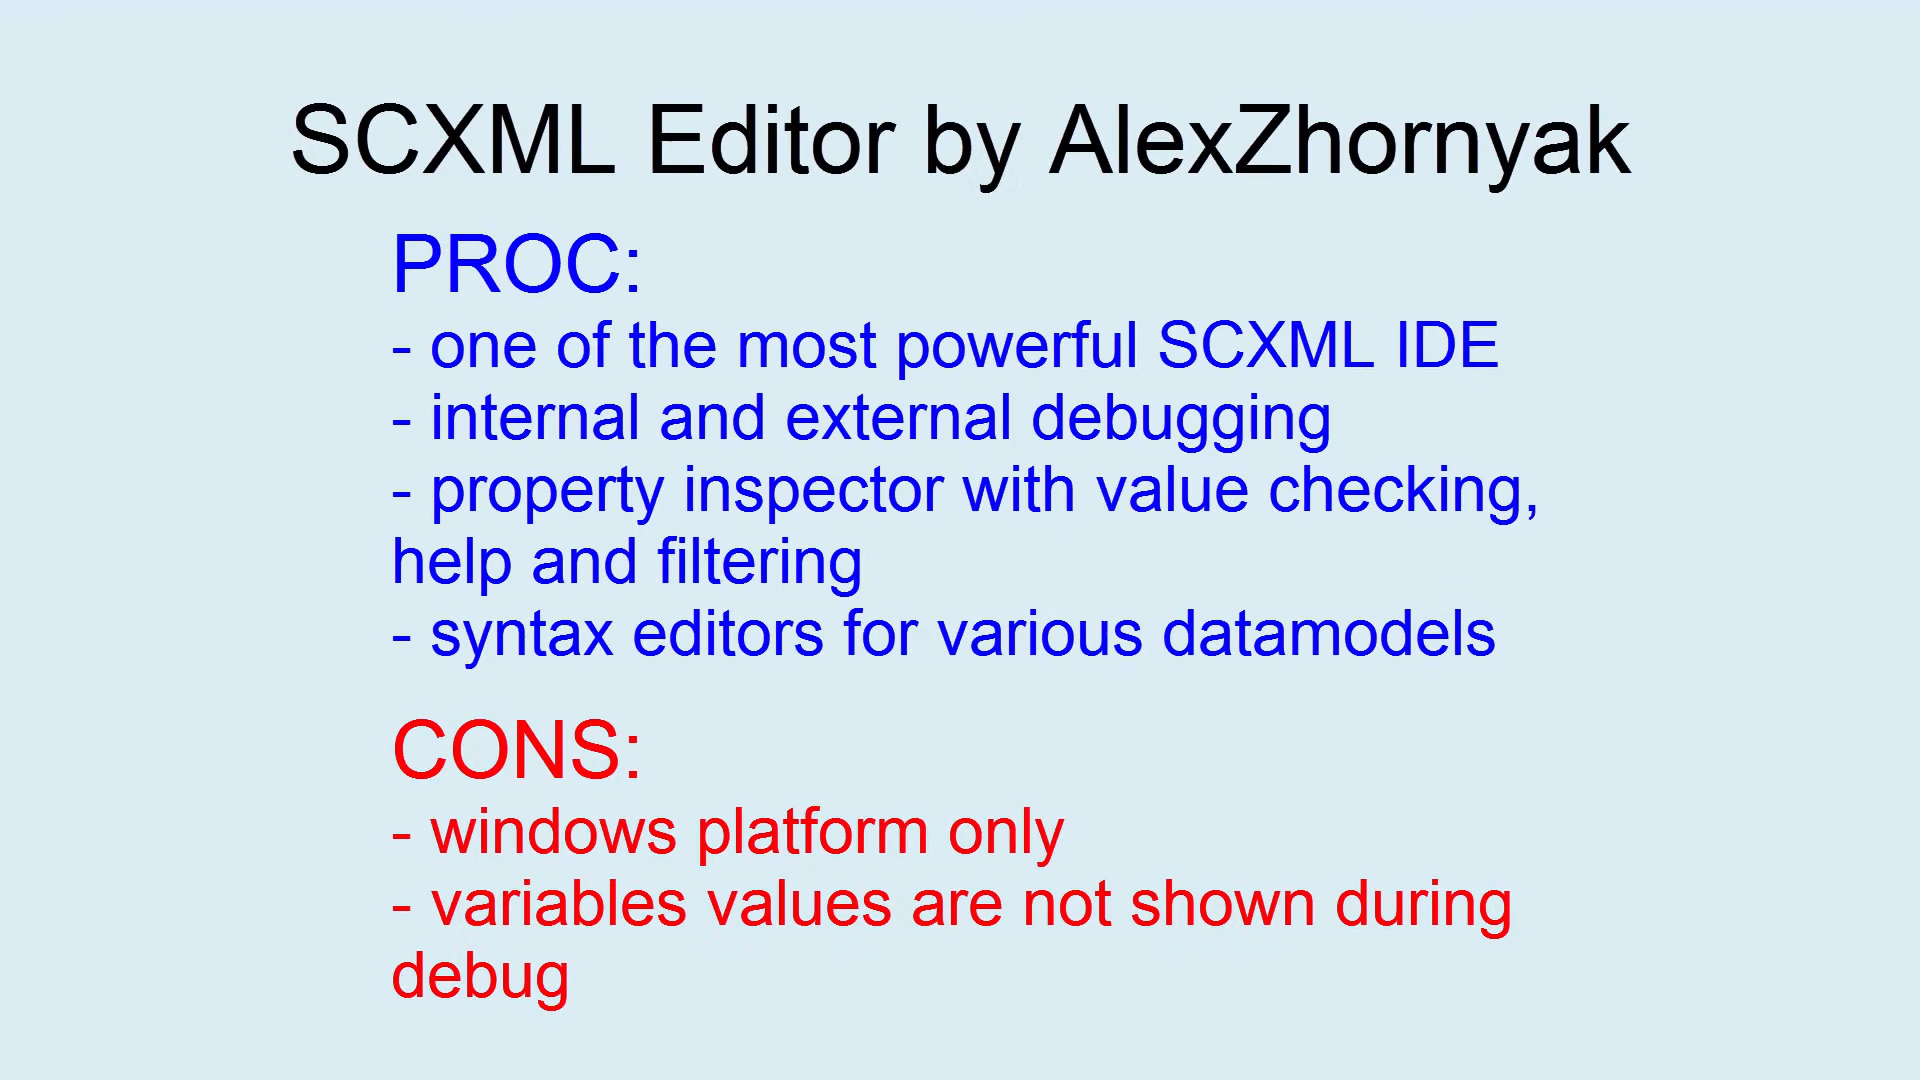 SCXML Editor by AlexZhornyak
PROC:
- one of the most powerful SCXML IDE
- internal and external debugging
- property inspector with value checking,
help and filtering
- syntax editors for various datamodels
CONS:
- windows platform only
- variables values are not shown during
debug